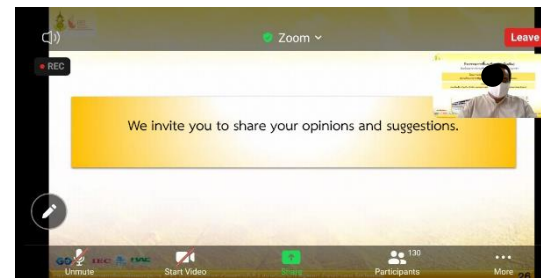 Zoom
Leave
REC
We invite you to share your opinions and suggestions.
130
Unmute
Start Video
Share
Participants
More
26